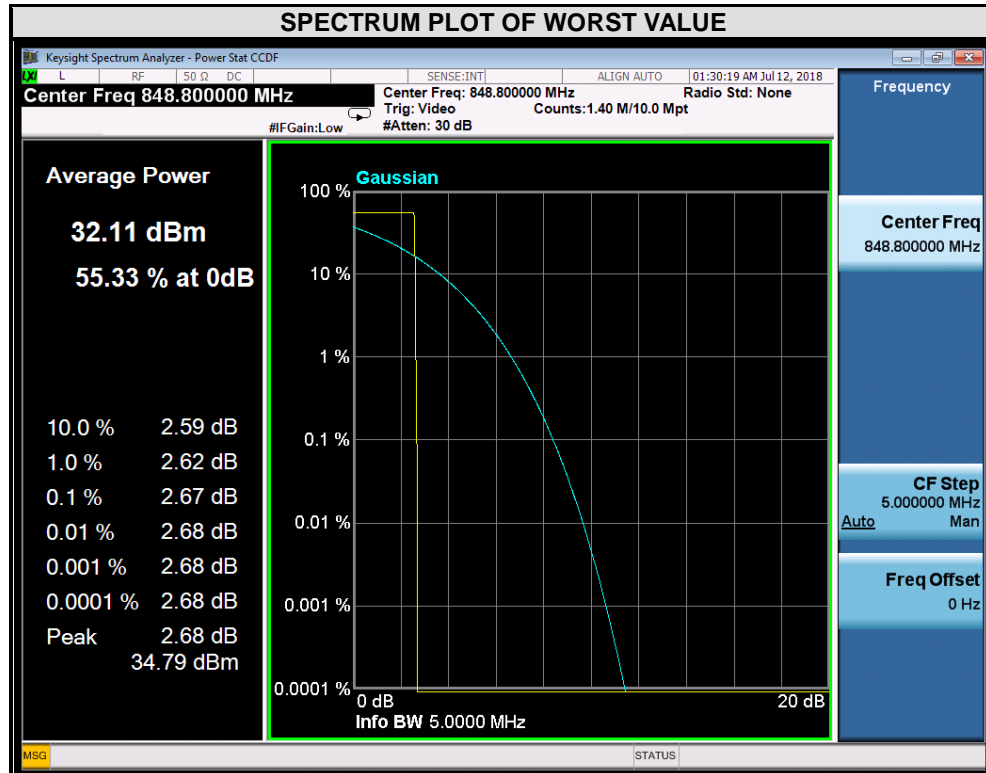 SPECTRUM PLOT OF WORST VALUE
Keysight Spectrum Analyzer - Power Stat CCDF
LXI L RF 50 Ω DC SENSE:INT ALIGN AUTO 01:30:19 AM Jul 12, 2018
Center Freq 848.800000 MHz
Center Freq: 848.800000 MHz Radio Std: None
Trig: Video Counts:1.40 M/10.0 Mpt
#IFGain:Low #Atten: 30 dB
Average Power
32.11 dBm
55.33 % at 0dB
10.0 % 2.59 dB
1.0 % 2.62 dB
0.1 % 2.67 dB
0.01 % 2.68 dB
0.001 % 2.68 dB
0.0001 % 2.68 dB
Peak 2.68 dB
34.79 dBm
Gaussian
100 %
10 %
1 %
0.1 %
0.01 %
0.001 %
0.0001 %
0 dB 20 dB
Info BW 5.0000 MHz
Frequency
Center Freq
848.800000 MHz
CF Step
5.000000 MHz
Auto Man
Freq Offset
0 Hz
MSG STATUS